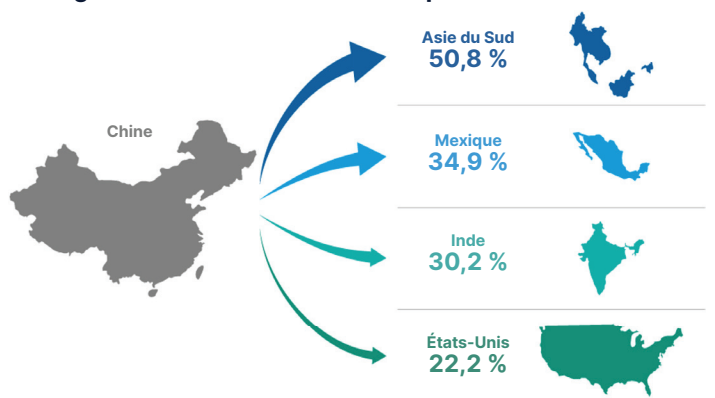 Chine
Asie du Sud
50,8 %
Mexique
34,9 %
Inde
30,2 %
États-Unis
22,2 %